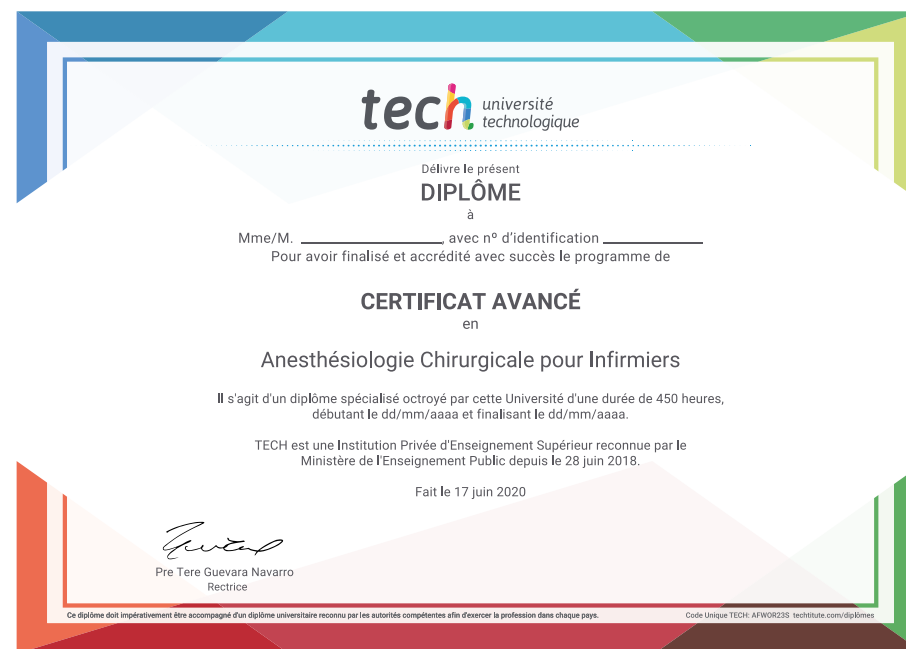 tech université
technologique
Délivre le présent
DIPLÔME
à
Mme/M. ____________________, avec nº d'identification ______________
Pour avoir finalisé et accrédité avec succès le programme de
CERTIFICAT AVANCÉ
en
Anesthésiologie Chirurgicale pour Infirmiers
Il s'agit d'un diplôme spécialisé octroyé par cette Université d'une durée de 450 heures,
débutant le dd/mm/aaaa et finalisant le dd/mm/aaaa.
TECH est une Institution Privée d'Enseignement Supérieur reconnue par le
Ministère de l'Enseignement Public depuis le 28 juin 2018.
Fait le 17 juin 2020
Pre Tere Guevara Navarro
Rectrice
Ce diplôme doit impérativement être accompagné d'un diplôme universitaire reconnu par les autorités compétentes afin d'exercer la profession dans chaque pays.
Code Unique TECH: AFWOR23S techtitute.com/diplômes